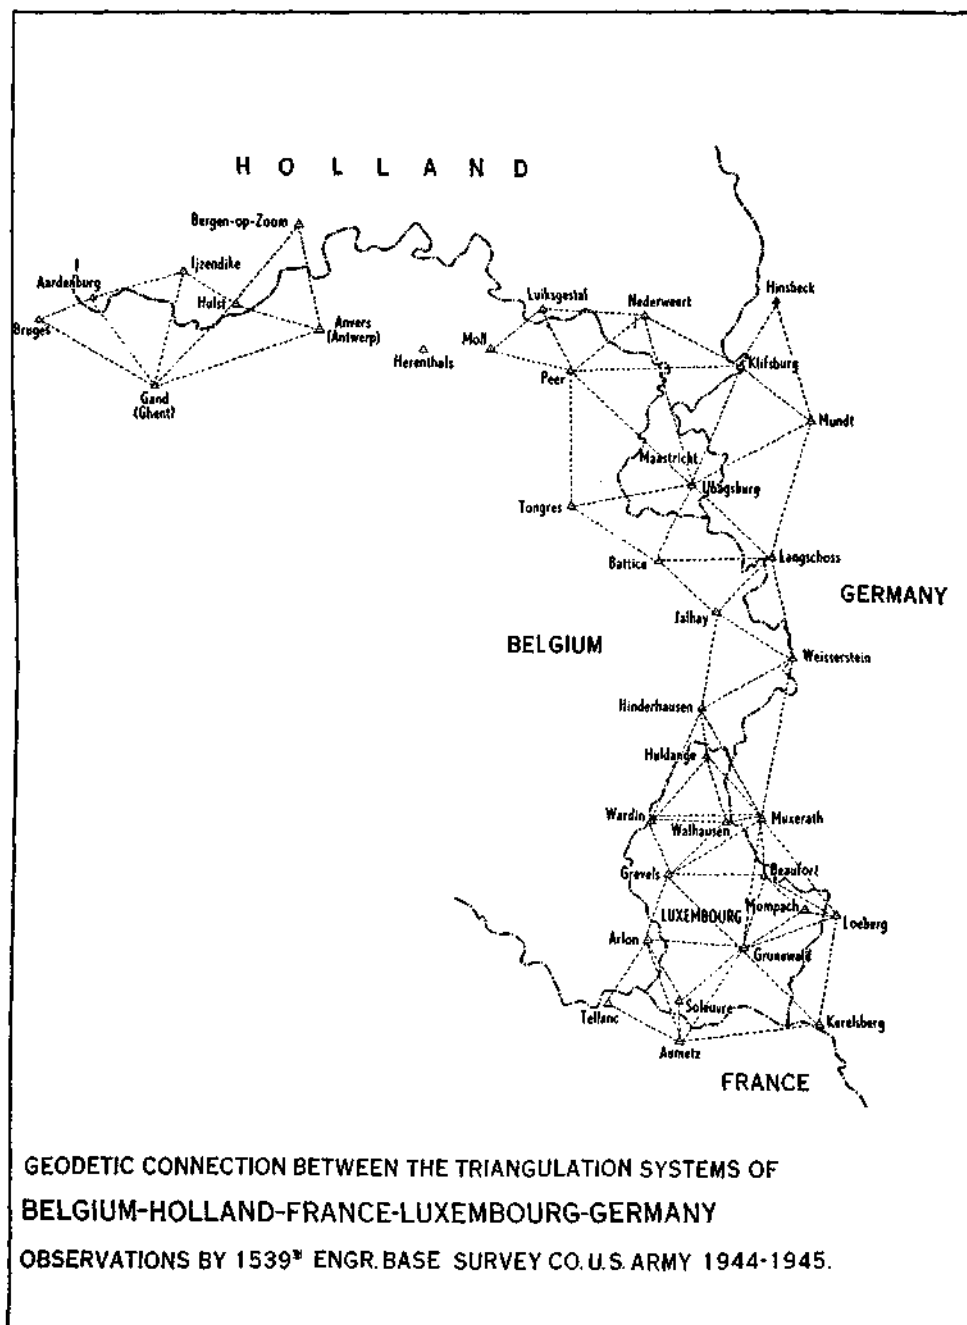 HOLLAND
Bergen-op-Zoom
Ijzendike
Aardenburg
Hulst
Bruges
Anvers
(Antwerp)
Gand
(Ghent)
Herenthals
Moll
Luiksgestal
Nederweert
Hinsbeck
Peer
Klifsburg
Mundt
Maastricht
Ubagsburg
Tongres
Battice
Langschoss
GERMANY
Jalhay
BELGIUM
Weisserstein
Hinderhausen
Huldange
Wardin
Walhausen
Muxerath
Grevels
Beaufort
Mompach
LUXEMBOURG
Loeberg
Arlon
Grunewald
Soleuvre
Tellanc
Karelsberg
Aumetz
FRANCE
GEODETIC CONNECTION BETWEEN THE TRIANGULATION SYSTEMS OF
BELGIUM-HOLLAND-FRANCE-LUXEMBOURG-GERMANY
OBSERVATIONS BY 1539th ENGR. BASE SURVEY CO. U.S. ARMY 1944-1945.